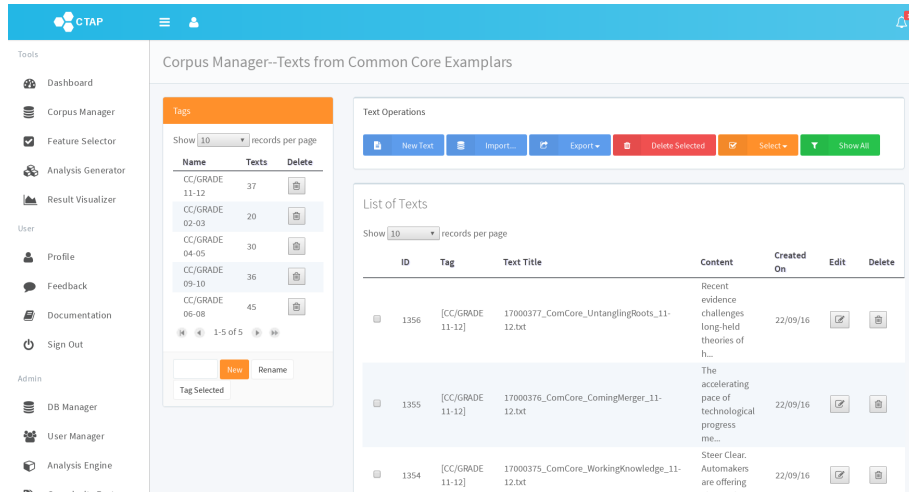 CTAP
Tools
Dashboard
Corpus Manager
Feature Selector
Analysis Generator
Result Visualizer
User
Profile
Feedback
Documentation
Sign Out
Admin
DB Manager
User Manager
Analysis Engine
Corpus Manager--Texts from Common Core Examplars
Tags
Show 10 records per page
Name Texts Delete
CC/GRADE
11-12
37
CC/GRADE
02-03
20
CC/GRADE
04-05
30
CC/GRADE
09-10
36
CC/GRADE
06-08
45
1-5 of 5
New Rename
Tag Selected
Text Operations
New Text Import... Export Delete Selected Select Show All
List of Texts
Show 10 records per page
ID Tag Text Title Content Created
On
Edit Delete
1356
[CC/GRADE
11-12]
17000377_ComCore_UntanglingRoots_11-
12.txt
Recent
evidence
challenges
long-held
theories of
h...
22/09/16
1355
[CC/GRADE
11-12]
17000376_ComCore_ComingMerger_11-
12.txt
The
accelerating
pace of
technological
progress
me...
22/09/16
1354
[CC/GRADE
11-12]
17000375_ComCore_WorkingKnowledge_11-
12.txt
Steer Clear.
Automakers
are offering
22/09/16